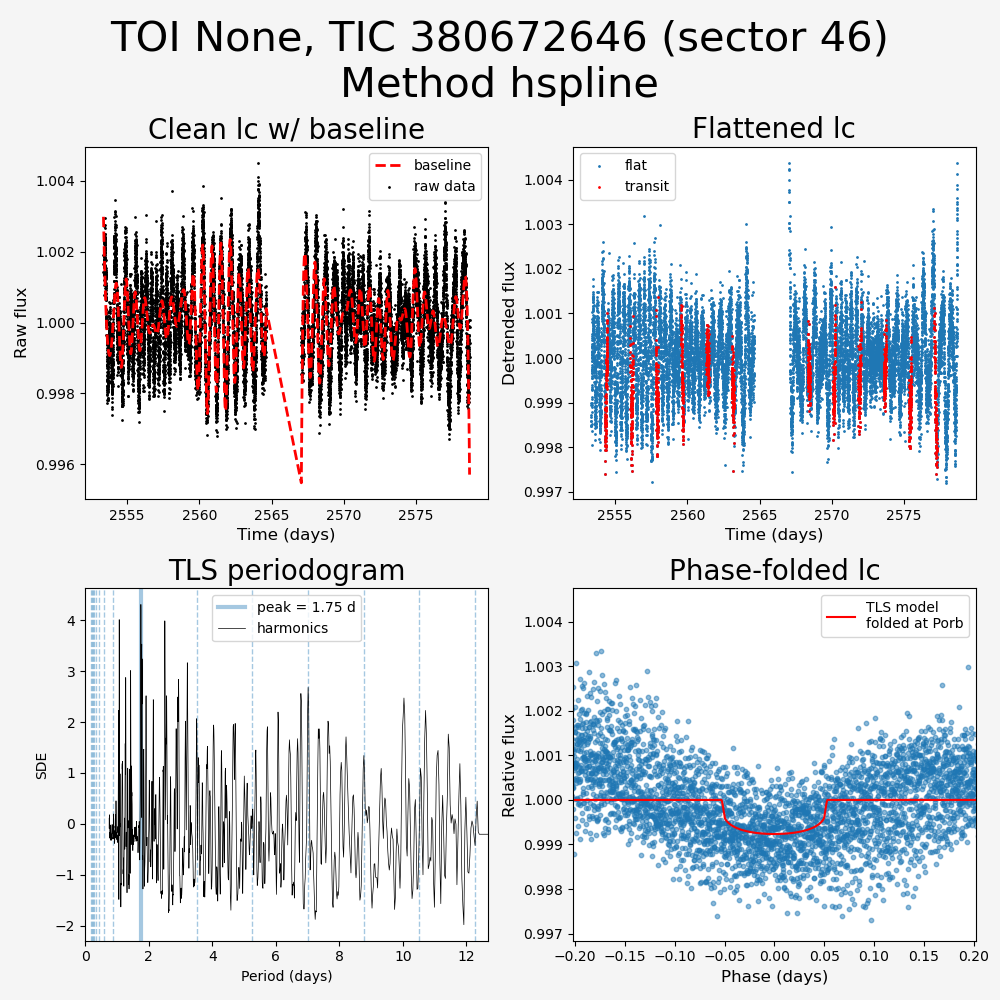 TOI None, TIC 380672646 (sector 46)
Method hspline
Clean lc w/ baseline
baseline
raw data
1.004
1.002
1.000
0.998
0.996
Raw flux
2555
2560
2565
2570
2575
Time (days)
Flattened lc
flat
transit
1.004
1.003
1.002
1.001
1.000
0.999
0.998
0.997
Detrended flux
2555
2560
2565
2570
2575
Time (days)
TLS periodogram
peak = 1.75 d
harmonics
4
3
2
1
0
−1
−2
SDE
0
2
4
6
8
10
12
Period (days)
Phase-folded lc
TLS model
folded at Porb
1.004
1.003
1.002
1.001
1.000
0.999
0.998
0.997
Relative flux
−0.20
−0.15
−0.10
−0.05
0.00
0.05
0.10
0.15
0.20
Phase (days)